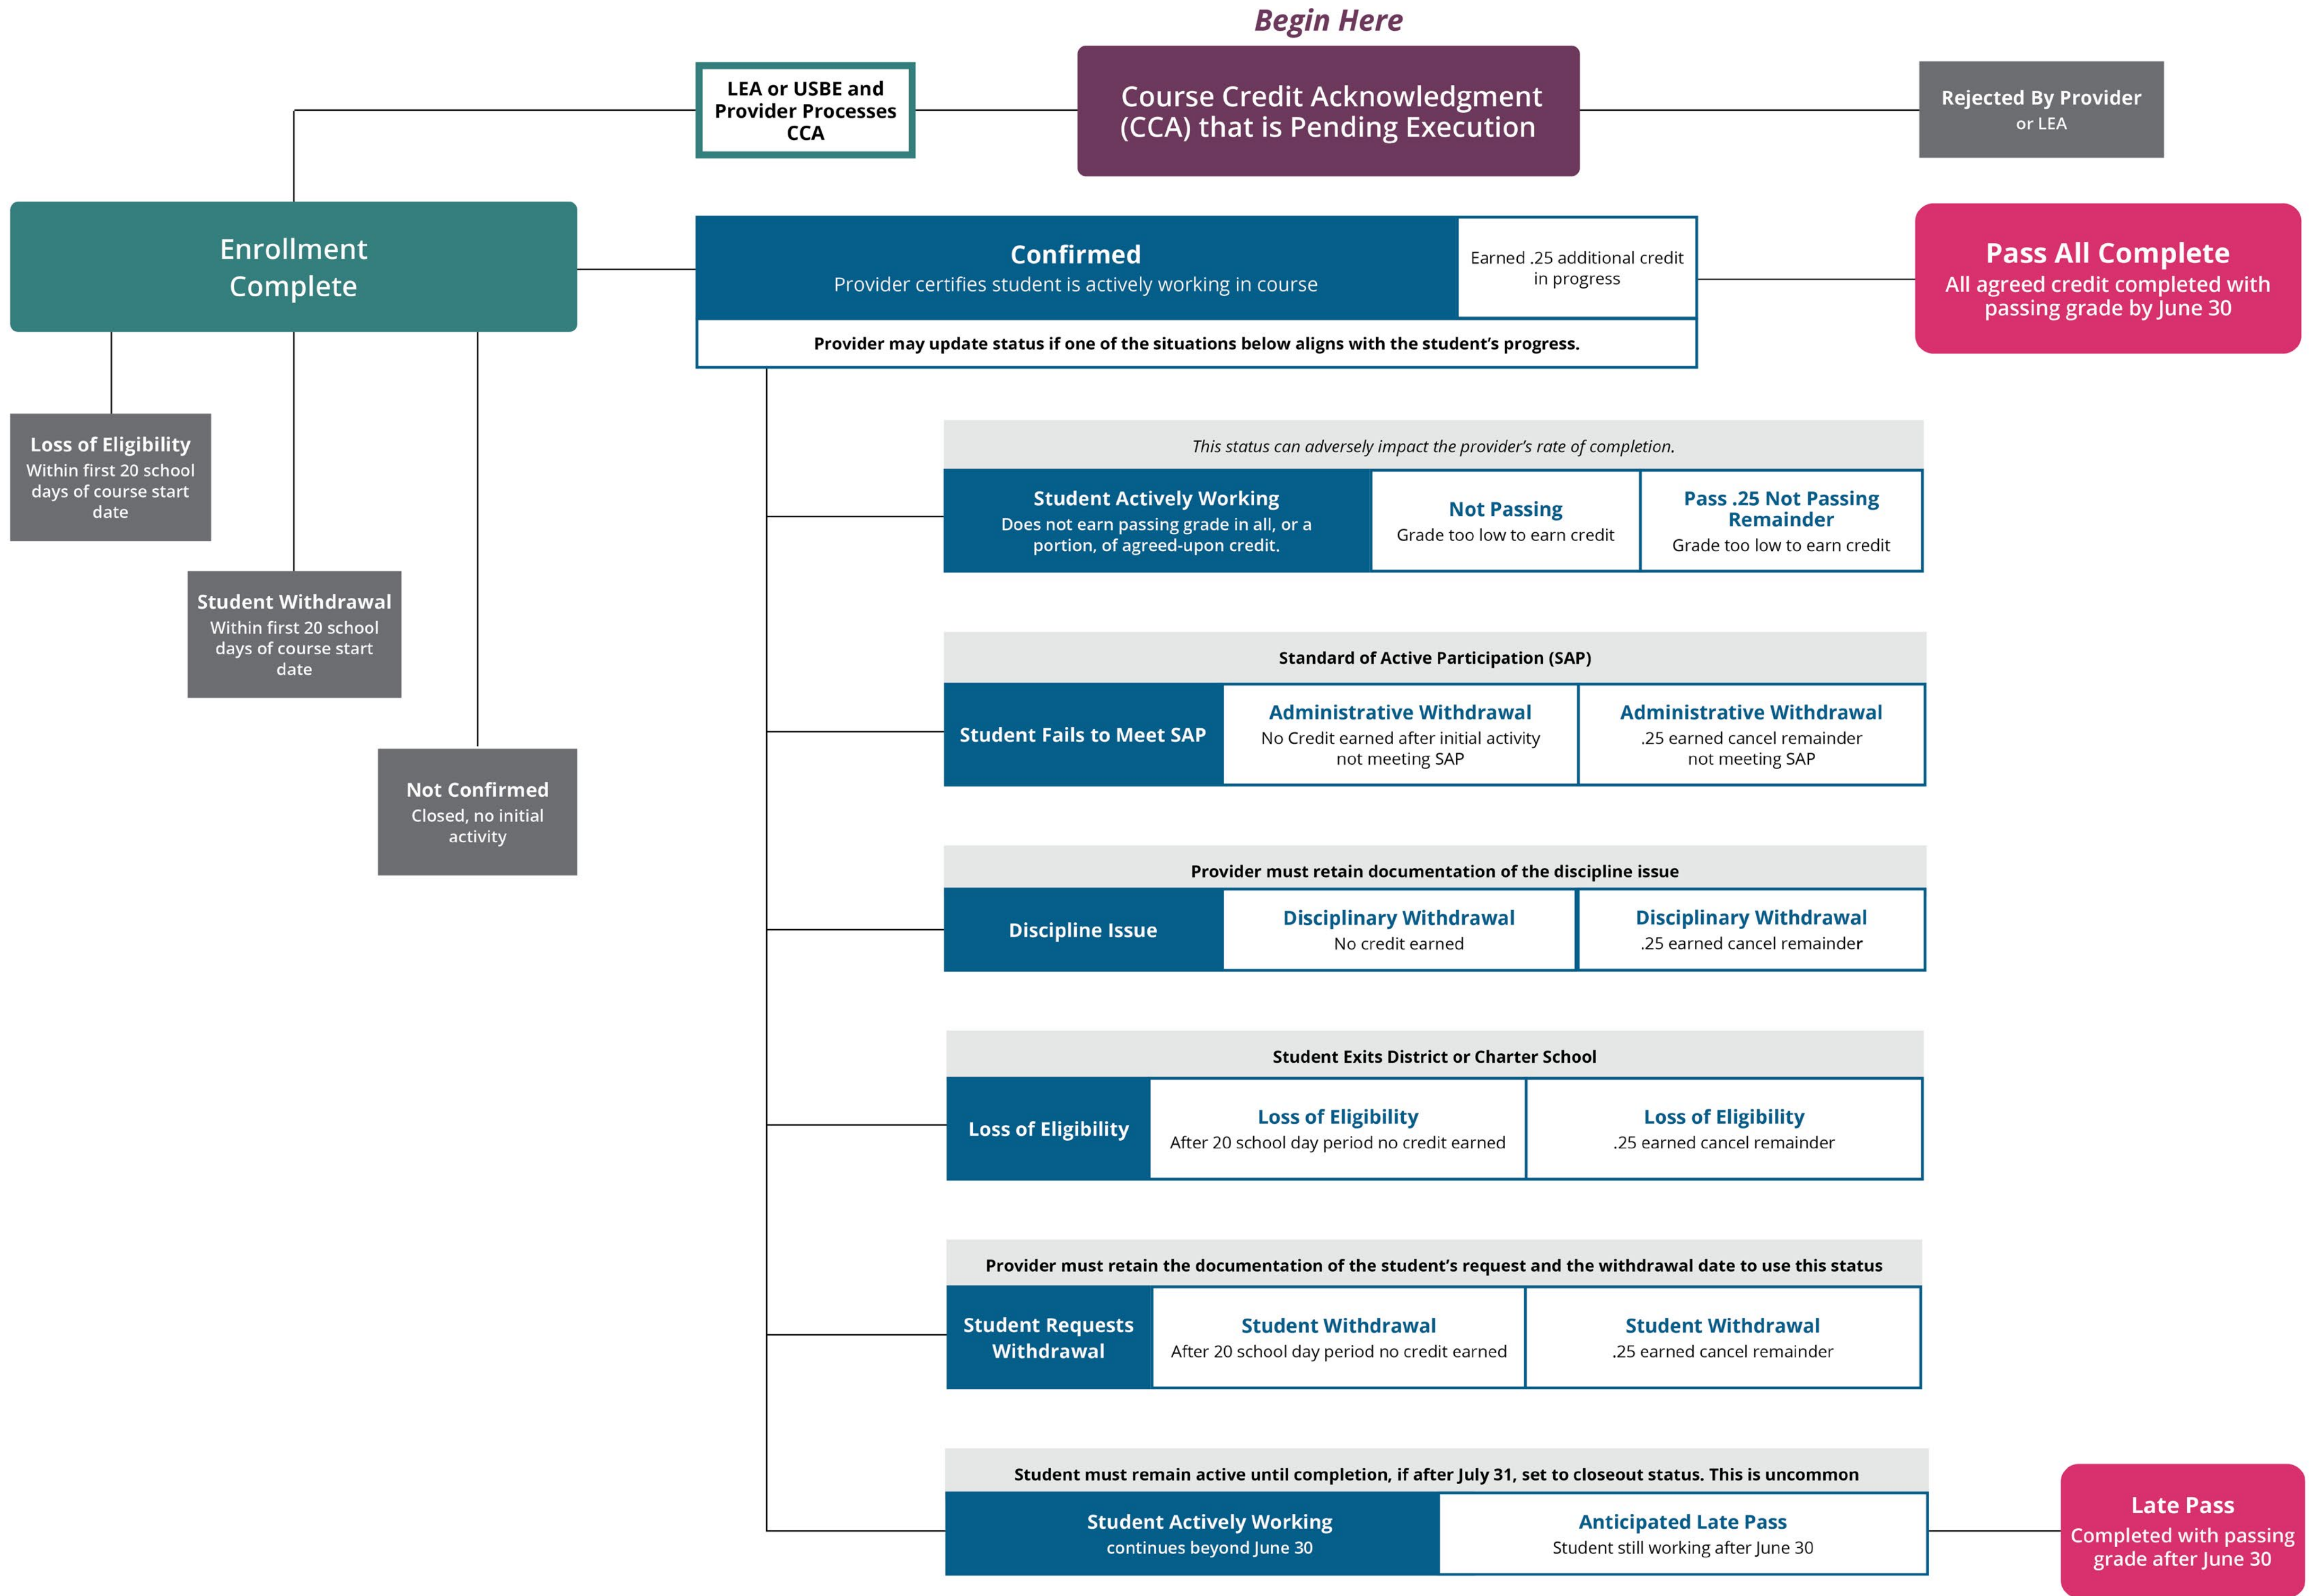 Begin Here
LEA or USBE and
Provider Processes
CCA
Course Credit Acknowledgment
(CCA) that is Pending Execution
Rejected By Provider
or LEA
Enrollment
Complete
Confirmed
Provider certifies student is actively working in course
Earned .25 additional credit
in progress
Provider may update status if one of the situations below aligns with the student’s progress.
Pass All Complete
All agreed credit completed with
passing grade by June 30
Loss of Eligibility
Within first 20 school
days of course start
date
Student Withdrawal
Within first 20 school
days of course start
date
Not Confirmed
Closed, no initial
activity
This status can adversely impact the provider’s rate of completion.
Student Actively Working
Does not earn passing grade in all, or a
portion, of agreed-upon credit.
Not Passing
Grade too low to earn credit
Pass .25 Not Passing
Remainder
Grade too low to earn credit
Standard of Active Participation (SAP)
Student Fails to Meet SAP
Administrative Withdrawal
No Credit earned after initial activity
not meeting SAP
Administrative Withdrawal
.25 earned cancel remainder
not meeting SAP
Provider must retain documentation of the discipline issue
Discipline Issue
Disciplinary Withdrawal
No credit earned
Disciplinary Withdrawal
.25 earned cancel remainder
Student Exits District or Charter School
Loss of Eligibility
Loss of Eligibility
After 20 school day period no credit earned
Loss of Eligibility
.25 earned cancel remainder
Provider must retain the documentation of the student’s request and the withdrawal date to use this status
Student Requests
Withdrawal
Student Withdrawal
After 20 school day period no credit earned
Student Withdrawal
.25 earned cancel remainder
Student must remain active until completion, if after July 31, set to closeout status. This is uncommon
Student Actively Working
continues beyond June 30
Anticipated Late Pass
Student still working after June 30
Late Pass
Completed with passing
grade after June 30